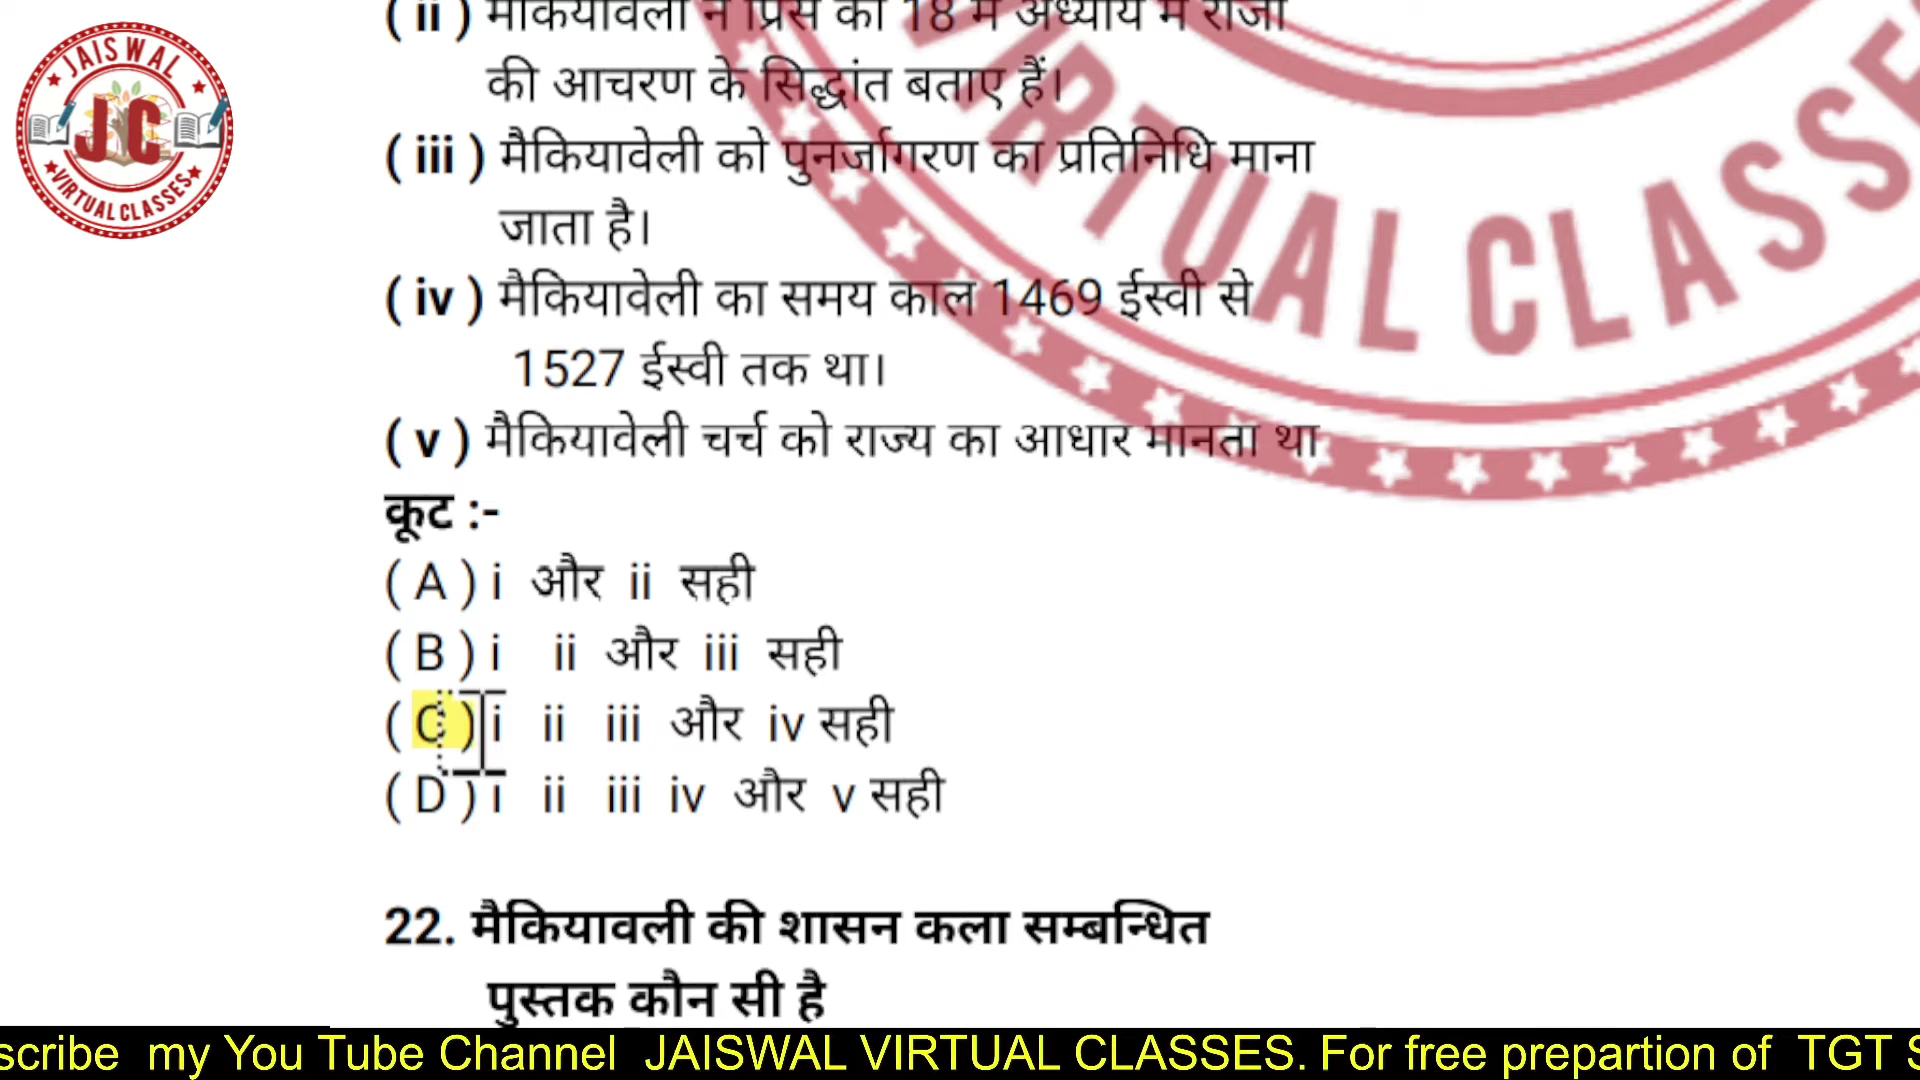 JAISWAL
JC
VIRTUAL CLASSES
( ii ) मैकियावेली ने प्रिंस की 18 में अध्याय में राजा
की आचरण के सिद्धांत बताए हैं।
( iii ) मैकियावेली को पुनर्जागरण का प्रतिनिधि माना
जाता है।
( iv ) मैकियावेली का समय काल 1469 ईस्वी से
1527 ईस्वी तक था।
( v ) मैकियावेली चर्च को राज्य का आधार मानता था
कूट :-
( A ) i और ii सही
( B ) i ii और iii सही
( C ) i ii iii और iv सही
( D ) i ii iii iv और v सही
22. मैकियावली की शासन कला सम्बन्धित
पुस्तक कौन सी है
VIRTUAL CLASSE
scribe my You Tube Channel JAISWAL VIRTUAL CLASSES. For free prepartion of TGT S